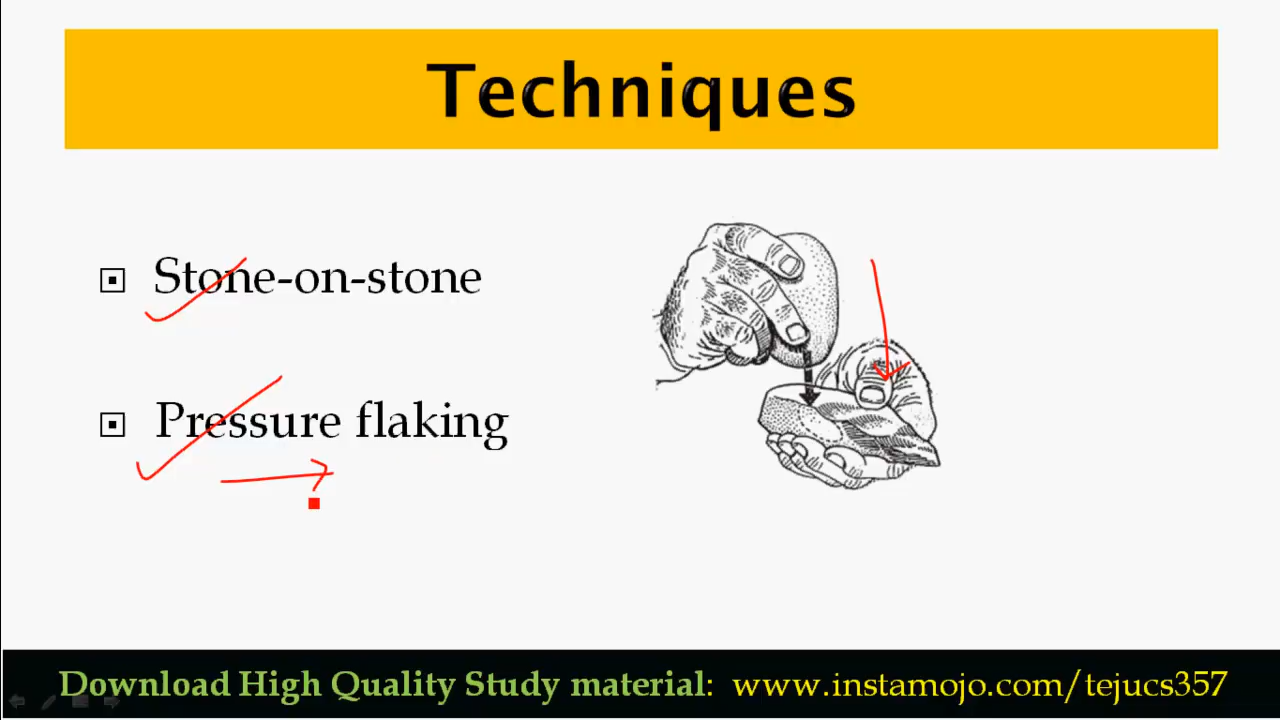 Techniques
Stone-on-stone
Pressure flaking
Download High Quality Study material: www.instamojo.com/tejucs357